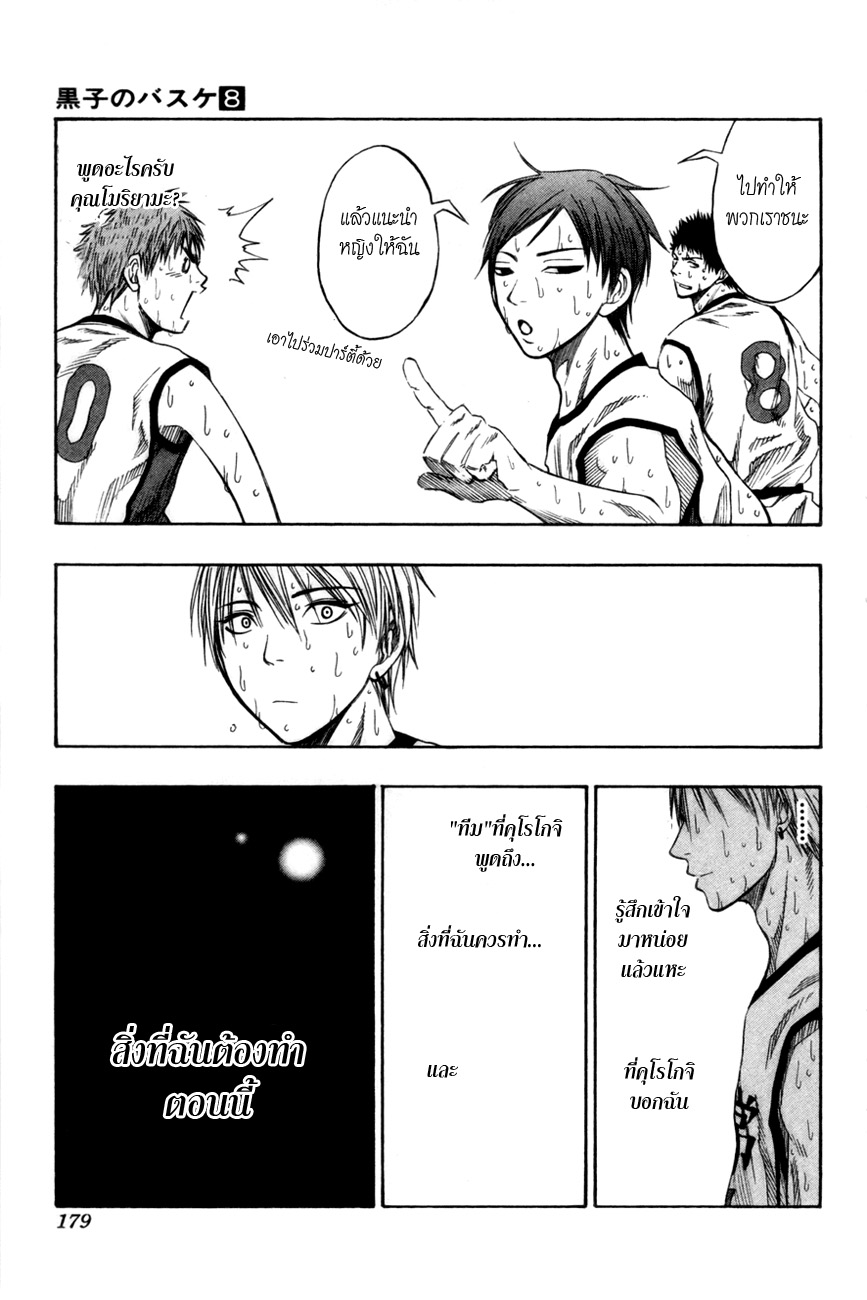 黒子のバスケ 8
ไปทำให้
พวกเราชนะ
แล้วแนะนำ
หญิงให้ฉัน
เอาไปร่วมปาร์ตี้ด้วย
พูดอะไรครับ
คุณโมริยามะ?
8
0
………
รู้สึกเข้าใจ
มาหน่อย
แล้วแหะ
ที่คุโรโกจิ
บอกฉัน
"ทีม"ที่คุโรโกจิ
พูดถึง...
สิ่งที่ฉันควรทำ...
และ
สิ่งที่ฉันต้องทำ
ตอนนี้
179